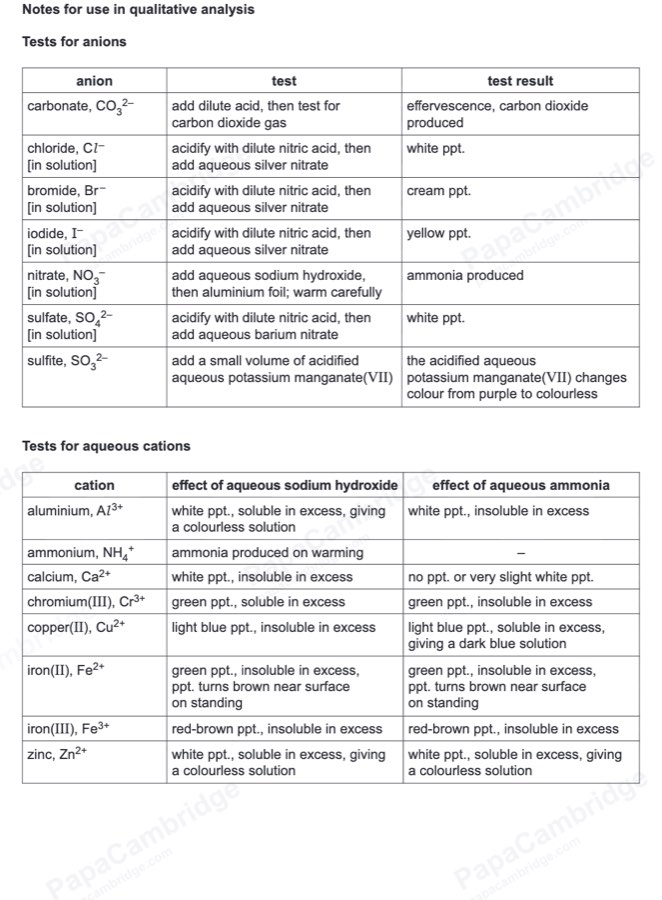 Notes for use in qualitative analysis
Tests for anions
anion test test result
carbonate, CO₃²⁻ add dilute acid, then test for effervescence, carbon dioxide
carbon dioxide gas produced
chloride, Cl⁻ acidify with dilute nitric acid, then white ppt.
[in solution] add aqueous silver nitrate
bromide, Br⁻ acidify with dilute nitric acid, then cream ppt.
[in solution] add aqueous silver nitrate
iodide, I⁻ acidify with dilute nitric acid, then yellow ppt.
[in solution] add aqueous silver nitrate
nitrate, NO₃⁻ add aqueous sodium hydroxide, ammonia produced
[in solution] then aluminium foil; warm carefully
sulfate, SO₄²⁻ acidify with dilute nitric acid, then white ppt.
[in solution] add aqueous barium nitrate
sulfite, SO₃²⁻ add a small volume of acidified the acidified aqueous
aqueous potassium manganate(VII) potassium manganate(VII) changes
colour from purple to colourless
Tests for aqueous cations
cation effect of aqueous sodium hydroxide effect of aqueous ammonia
aluminium, Al³⁺ white ppt., soluble in excess, giving white ppt., insoluble in excess
a colourless solution
ammonium, NH₄⁺ ammonia produced on warming –
calcium, Ca²⁺ white ppt., insoluble in excess no ppt. or very slight white ppt.
chromium(III), Cr³⁺ green ppt., soluble in excess green ppt., insoluble in excess
copper(II), Cu²⁺ light blue ppt., insoluble in excess light blue ppt., soluble in excess,
giving a dark blue solution
iron(II), Fe²⁺ green ppt., insoluble in excess, green ppt., insoluble in excess,
ppt. turns brown near surface ppt. turns brown near surface
on standing on standing
iron(III), Fe³⁺ red-brown ppt., insoluble in excess red-brown ppt., insoluble in excess
zinc, Zn²⁺ white ppt., soluble in excess, giving white ppt., soluble in excess, giving
a colourless solution a colourless solution
PapaCambridge
PapaCambridge
PapaCambridge
PapaCambridge